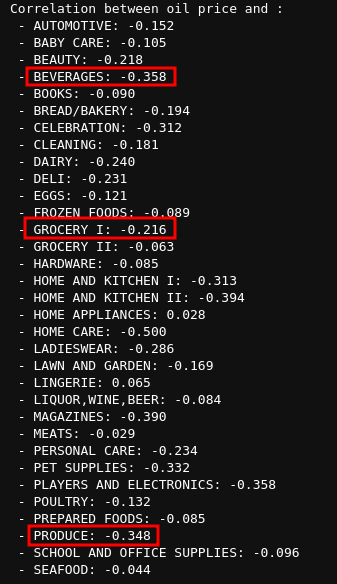 Correlation between oil price and :
- AUTOMOTIVE: -0.152
- BABY CARE: -0.105
- BEAUTY: -0.218
- BEVERAGES: -0.358
- BOOKS: -0.090
- BREAD/BAKERY: -0.194
- CELEBRATION: -0.312
- CLEANING: -0.181
- DAIRY: -0.240
- DELI: -0.231
- EGGS: -0.121
- FROZEN FOODS: -0.089
- GROCERY I: -0.216
- GROCERY II: -0.063
- HARDWARE: -0.085
- HOME AND KITCHEN I: -0.313
- HOME AND KITCHEN II: -0.394
- HOME APPLIANCES: 0.028
- HOME CARE: -0.500
- LADIESWEAR: -0.286
- LAWN AND GARDEN: -0.169
- LINGERIE: 0.065
- LIQUOR,WINE,BEER: -0.084
- MAGAZINES: -0.390
- MEATS: -0.029
- PERSONAL CARE: -0.234
- PET SUPPLIES: -0.332
- PLAYERS AND ELECTRONICS: -0.358
- POULTRY: -0.132
- PREPARED FOODS: -0.085
- PRODUCE: -0.348
- SCHOOL AND OFFICE SUPPLIES: -0.096
- SEAFOOD: -0.044